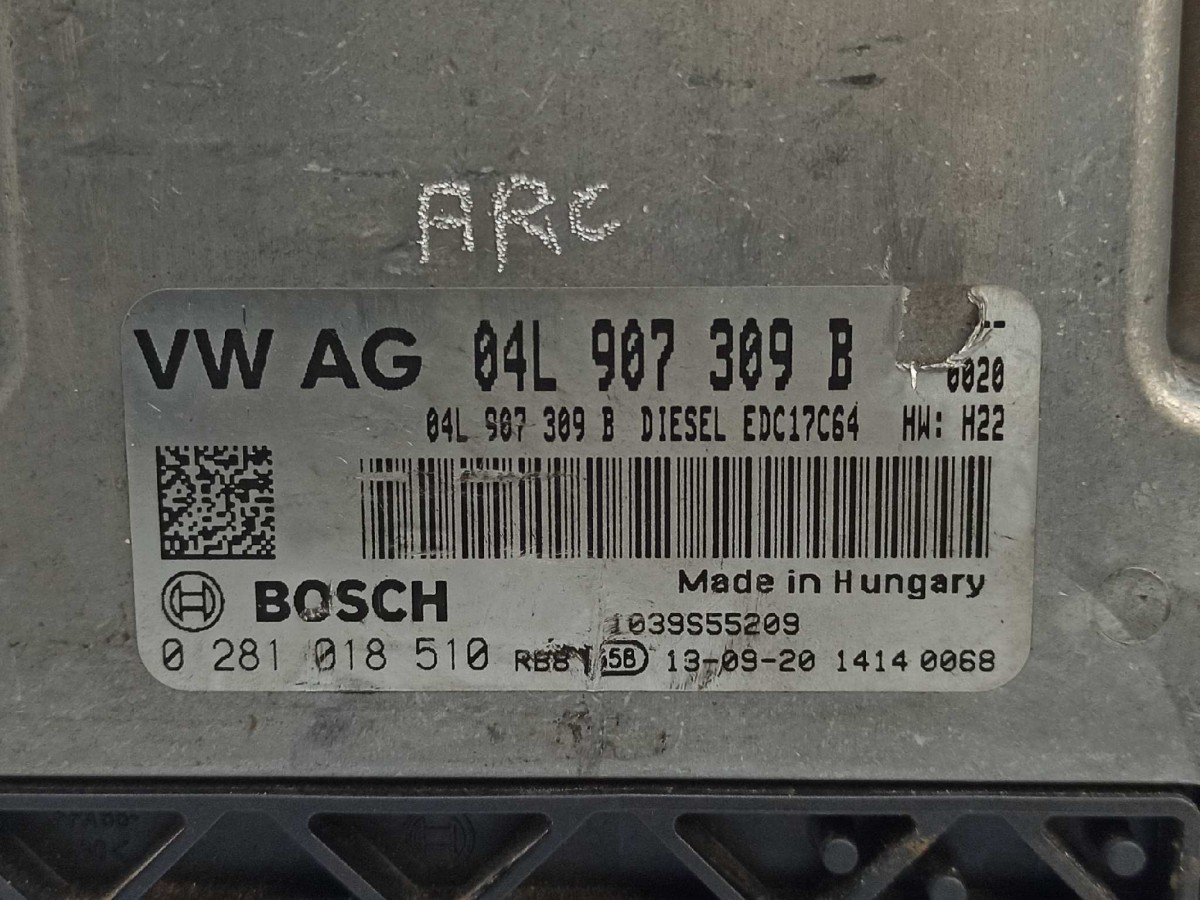 ARC
VW AG 04L 907 309 B --
0020
04L 907 309 B DIESEL EDC17C64 HW: H22
BOSCH
Made in Hungary
1039S55209
0 281 018 510 RBB 13-09-20 1414 0068